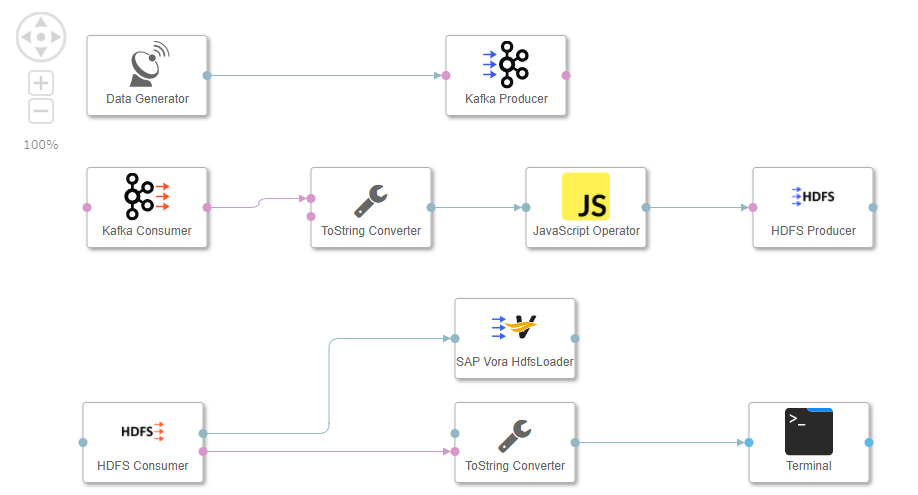 Data Generator
Kafka Producer
100%
Kafka Consumer
ToString Converter
JS
JavaScript Operator
HDFS
HDFS Producer
V
SAP Vora HdfsLoader
HDFS
HDFS Consumer
ToString Converter
>_
Terminal